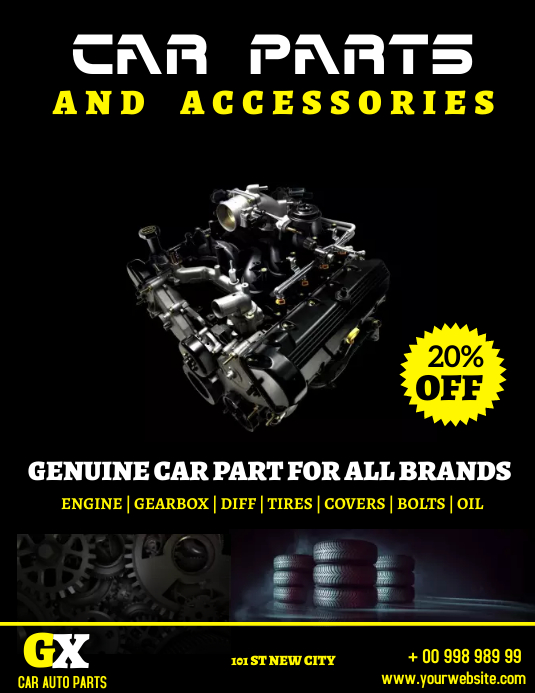 CAR PARTS
AND ACCESSORIES
20%
OFF
GENUINE CAR PART FOR ALL BRANDS
ENGINE | GEARBOX | DIFF | TIRES | COVERS | BOLTS | OIL
GX
CAR AUTO PARTS
101 ST NEW CITY
+ 00 998 989 99
www.yourwebsite.com